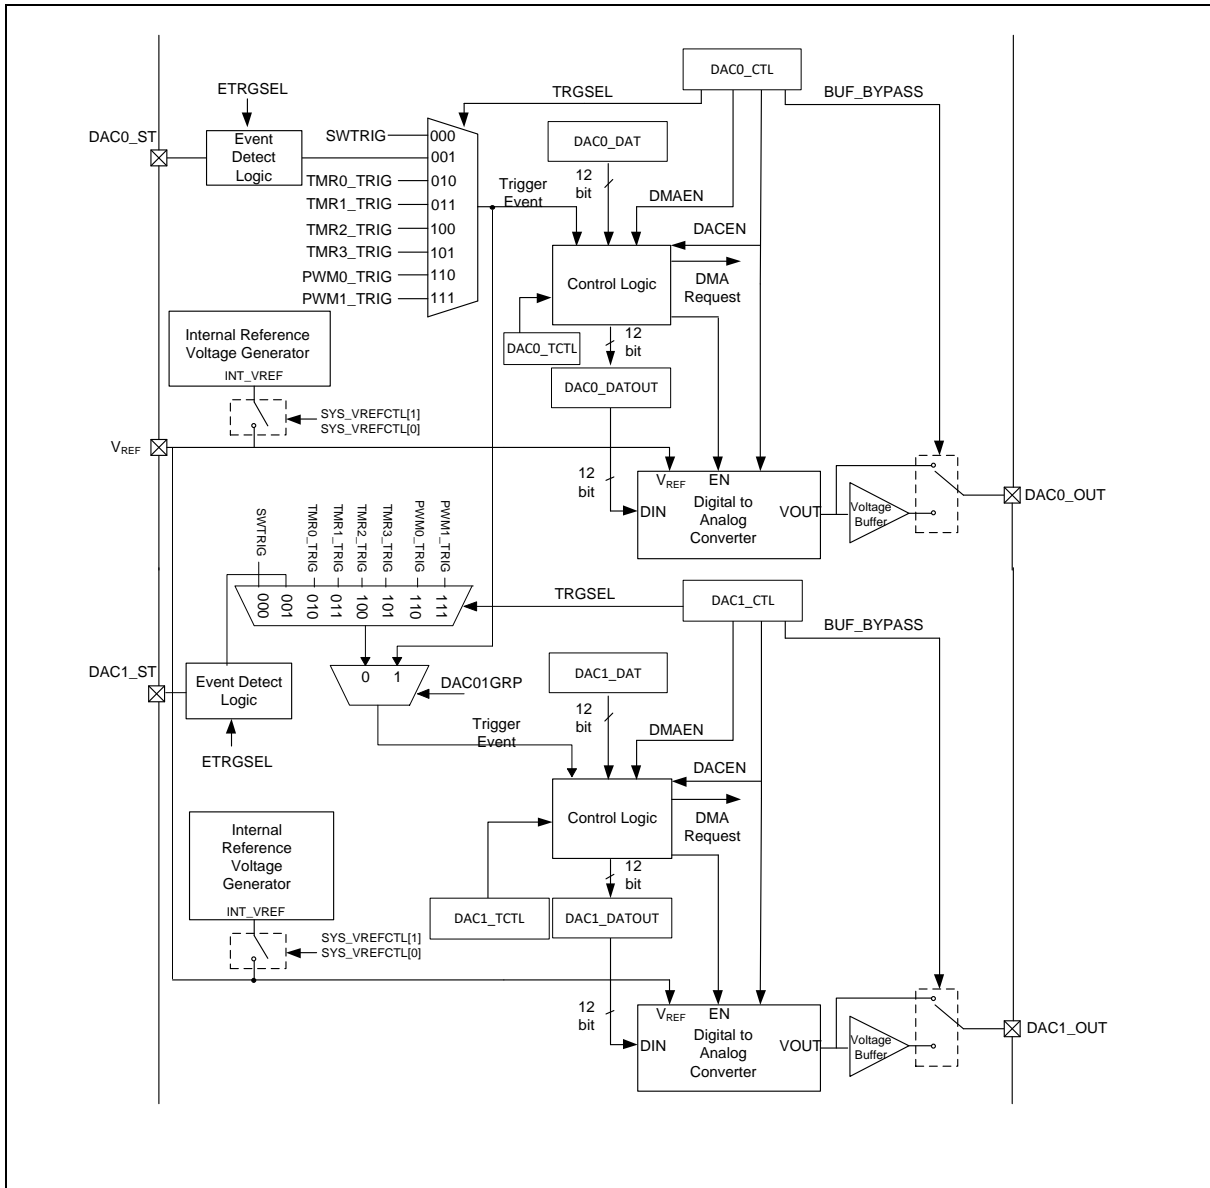 DAC0_CTL
ETRGSEL
TRGSEL
BUF_BYPASS
DAC0_ST
Event
Detect
Logic
SWTRIG
000
001
TMR0_TRIG
010
TMR1_TRIG
011
TMR2_TRIG
100
TMR3_TRIG
101
PWM0_TRIG
110
PWM1_TRIG
111
DAC0_DAT
12
bit
Trigger
Event
DMAEN
DACEN
Control Logic
DMA
Request
DAC0_TCTL
12
bit
DAC0_DATOUT
Internal Reference
Voltage Generator
INT_VREF
SYS_VREFCTL[1]
SYS_VREFCTL[0]
VREF
12
bit
VREF
EN
DIN
Digital to
Analog
Converter
VOUT
Voltage
Buffer
DAC0_OUT
SWTRIG
TMR0_TRIG
TMR1_TRIG
TMR2_TRIG
TMR3_TRIG
PWM0_TRIG
PWM1_TRIG
000
001
010
011
100
101
110
111
TRGSEL
DAC1_CTL
BUF_BYPASS
DAC1_ST
Event Detect
Logic
ETRGSEL
0
1
DAC01GRP
DAC1_DAT
12
bit
Trigger
Event
DMAEN
DACEN
Control Logic
DMA
Request
Internal
Reference
Voltage
Generator
INT_VREF
SYS_VREFCTL[1]
SYS_VREFCTL[0]
DAC1_TCTL
12
bit
DAC1_DATOUT
12
bit
VREF
EN
DIN
Digital to
Analog
Converter
VOUT
Voltage
Buffer
DAC1_OUT